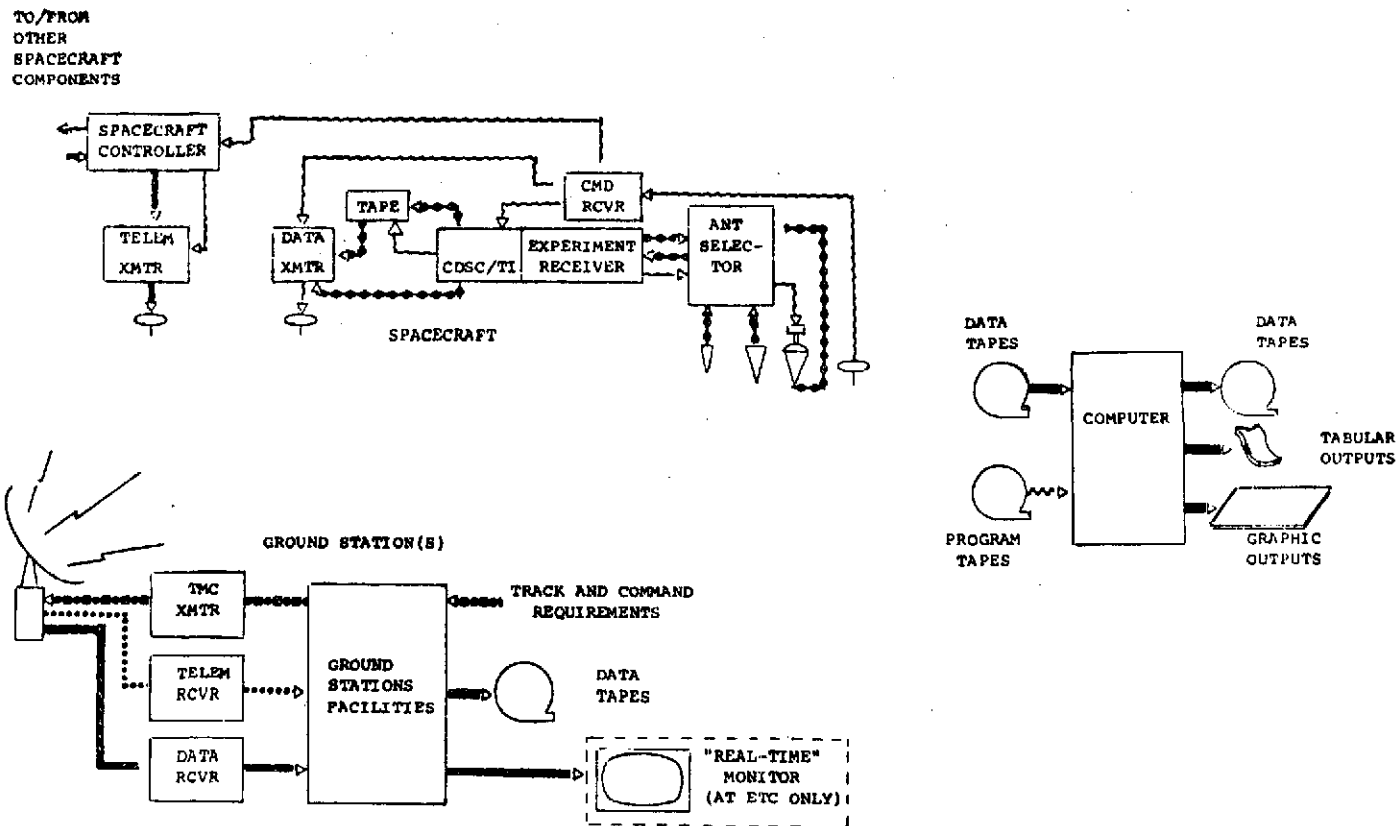 TO/FROM
OTHER
SPACECRAFT
COMPONENTS
SPACECRAFT
CONTROLLER
TELEM
XMTR
DATA
XMTR
TAPE
CDSC/TI
EXPERIMENT
RECEIVER
CMD
RCVR
ANT
SELEC-
TOR
SPACECRAFT
DATA
TAPES
PROGRAM
TAPES
COMPUTER
DATA
TAPES
TABULAR
OUTPUTS
GRAPHIC
OUTPUTS
GROUND STATION(S)
TMC
XMTR
TELEM
RCVR
DATA
RCVR
GROUND
STATIONS
FACILITIES
TRACK AND COMMAND
REQUIREMENTS
DATA
TAPES
"REAL-TIME"
MONITOR
(AT ETC ONLY)